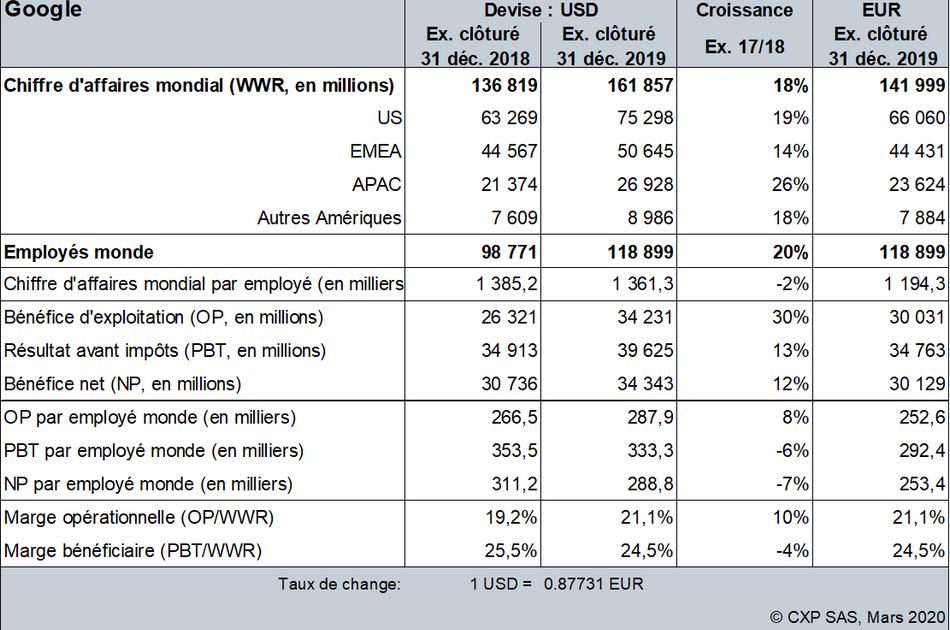 Google Devise : USD Croissance EUR
Ex. clôturé Ex. clôturé Ex. 17/18 Ex. clôturé
31 déc. 2018 31 déc. 2019 31 déc. 2019
Chiffre d'affaires mondial (WWR, en millions) 136 819 161 857 18% 141 999
US 63 269 75 298 19% 66 060
EMEA 44 567 50 645 14% 44 431
APAC 21 374 26 928 26% 23 624
Autres Amériques 7 609 8 986 18% 7 884
Employés monde 98 771 118 899 20% 118 899
Chiffre d'affaires mondial par employé (en milliers 1 385,2 1 361,3 -2% 1 194,3
Bénéfice d'exploitation (OP, en millions) 26 321 34 231 30% 30 031
Résultat avant impôts (PBT, en millions) 34 913 39 625 13% 34 763
Bénéfice net (NP, en millions) 30 736 34 343 12% 30 129
OP par employé monde (en milliers) 266,5 287,9 8% 252,6
PBT par employé monde (en milliers) 353,5 333,3 -6% 292,4
NP par employé monde (en milliers) 311,2 288,8 -7% 253,4
Marge opérationnelle (OP/WWR) 19,2% 21,1% 10% 21,1%
Marge bénéficiaire (PBT/WWR) 25,5% 24,5% -4% 24,5%
Taux de change: 1 USD = 0.87731 EUR
© CXP SAS, Mars 2020